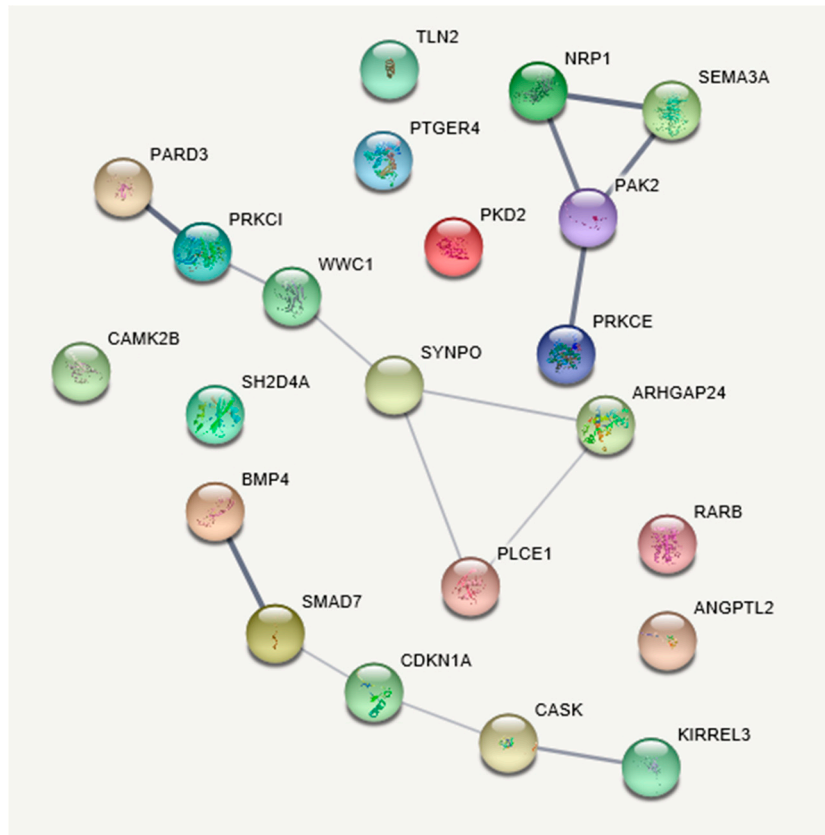 TLN2
NRP1
SEMA3A
PTGER4
PARD3
PAK2
PRKCI
PKD2
WWC1
PRKCE
CAMK2B
SYNPO
SH2D4A
ARHGAP24
BMP4
RARB
PLCE1
SMAD7
ANGPTL2
CDKN1A
CASK
KIRREL3